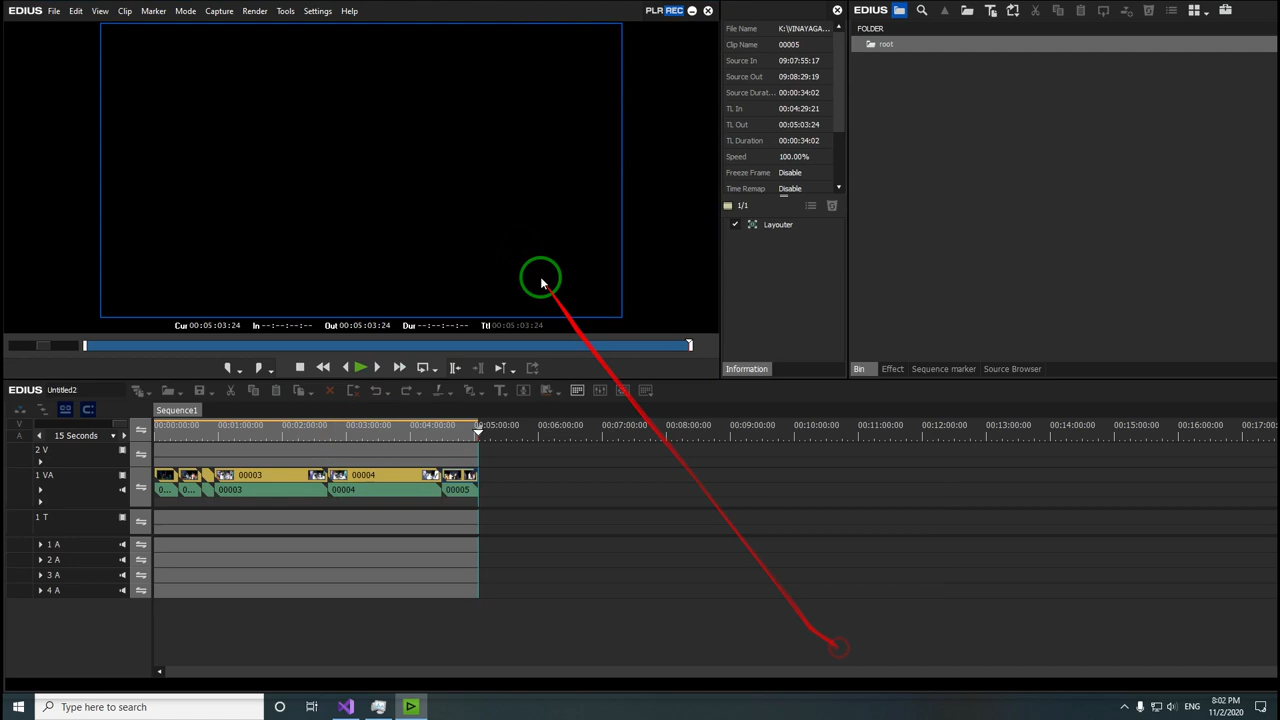 EDIUS File Edit View Clip Marker Mode Capture Render Tools Settings Help PLR REC
File Name K:\VINAYAGA...
Clip Name 00005
Source In 09:07:55:17
Source Out 09:08:29:19
Source Durat... 00:00:34:02
TL In 00:04:29:21
TL Out 00:05:03:24
TL Duration 00:00:34:02
Speed 100.00%
Freeze Frame Disable
Time Remap Disable
1/1
Layouter
Information
EDIUS
FOLDER
root
Bin Effect Sequence marker Source Browser
Cur 00:05:03:24 In --:--:--:-- Out 00:05:03:24 Dur --:--:--:-- Ttl 00:05:03:24
EDIUS Untitled2
Sequence1
V
A 15 Seconds
00:00:00:00 00:01:00:00 00:02:00:00 00:03:00:00 00:04:00:00 00:05:00:00 00:06:00:00 00:07:00:00 00:08:00:00 00:09:00:00 00:10:00:00 00:11:00:00 00:12:00:00 00:13:00:00 00:14:00:00 00:15:00:00 00:16:00:00 00:17:0
2 V
1 VA 00003 00004
0... 0... 00003 00004 00005
1 T
1 A
2 A
3 A
4 A
Type here to search
ENG
8:02 PM
11/2/2020